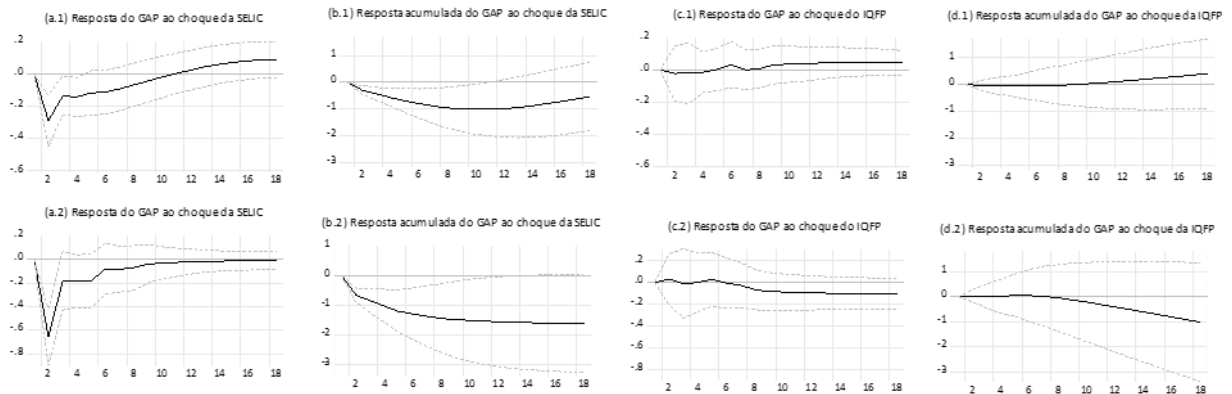 (a.1) Resposta do GAP ao choque da SELIC
.2
.0
-.2
-.4
-.6
2 4 6 8 10 12 14 16 18
(b.1) Resposta acumulada do GAP ao choque da SELIC
1
0
-1
-2
-3
2 4 6 8 10 12 14 16 18
(c.1) Resposta do GAP ao choque do IQFP
.2
.0
-.2
-.4
-.6
2 4 6 8 10 12 14 16 18
(d.1) Resposta acumulada do GAP ao choque da IQFP
1
0
-1
-2
-3
2 4 6 8 10 12 14 16 18
(a.2) Resposta do GAP ao choque da SELIC
.2
.0
-.2
-.4
-.6
-.8
2 4 6 8 10 12 14 16 18
(b.2) Resposta acumulada do GAP ao choque da SELIC
1
0
-1
-2
-3
2 4 6 8 10 12 14 16 18
(c.2) Resposta do GAP ao choque do IQFP
.2
.0
-.2
-.4
-.6
-.8
2 4 6 8 10 12 14 16 18
(d.2) Resposta acumulada do GAP ao choque da IQFP
1
0
-1
-2
-3
2 4 6 8 10 12 14 16 18